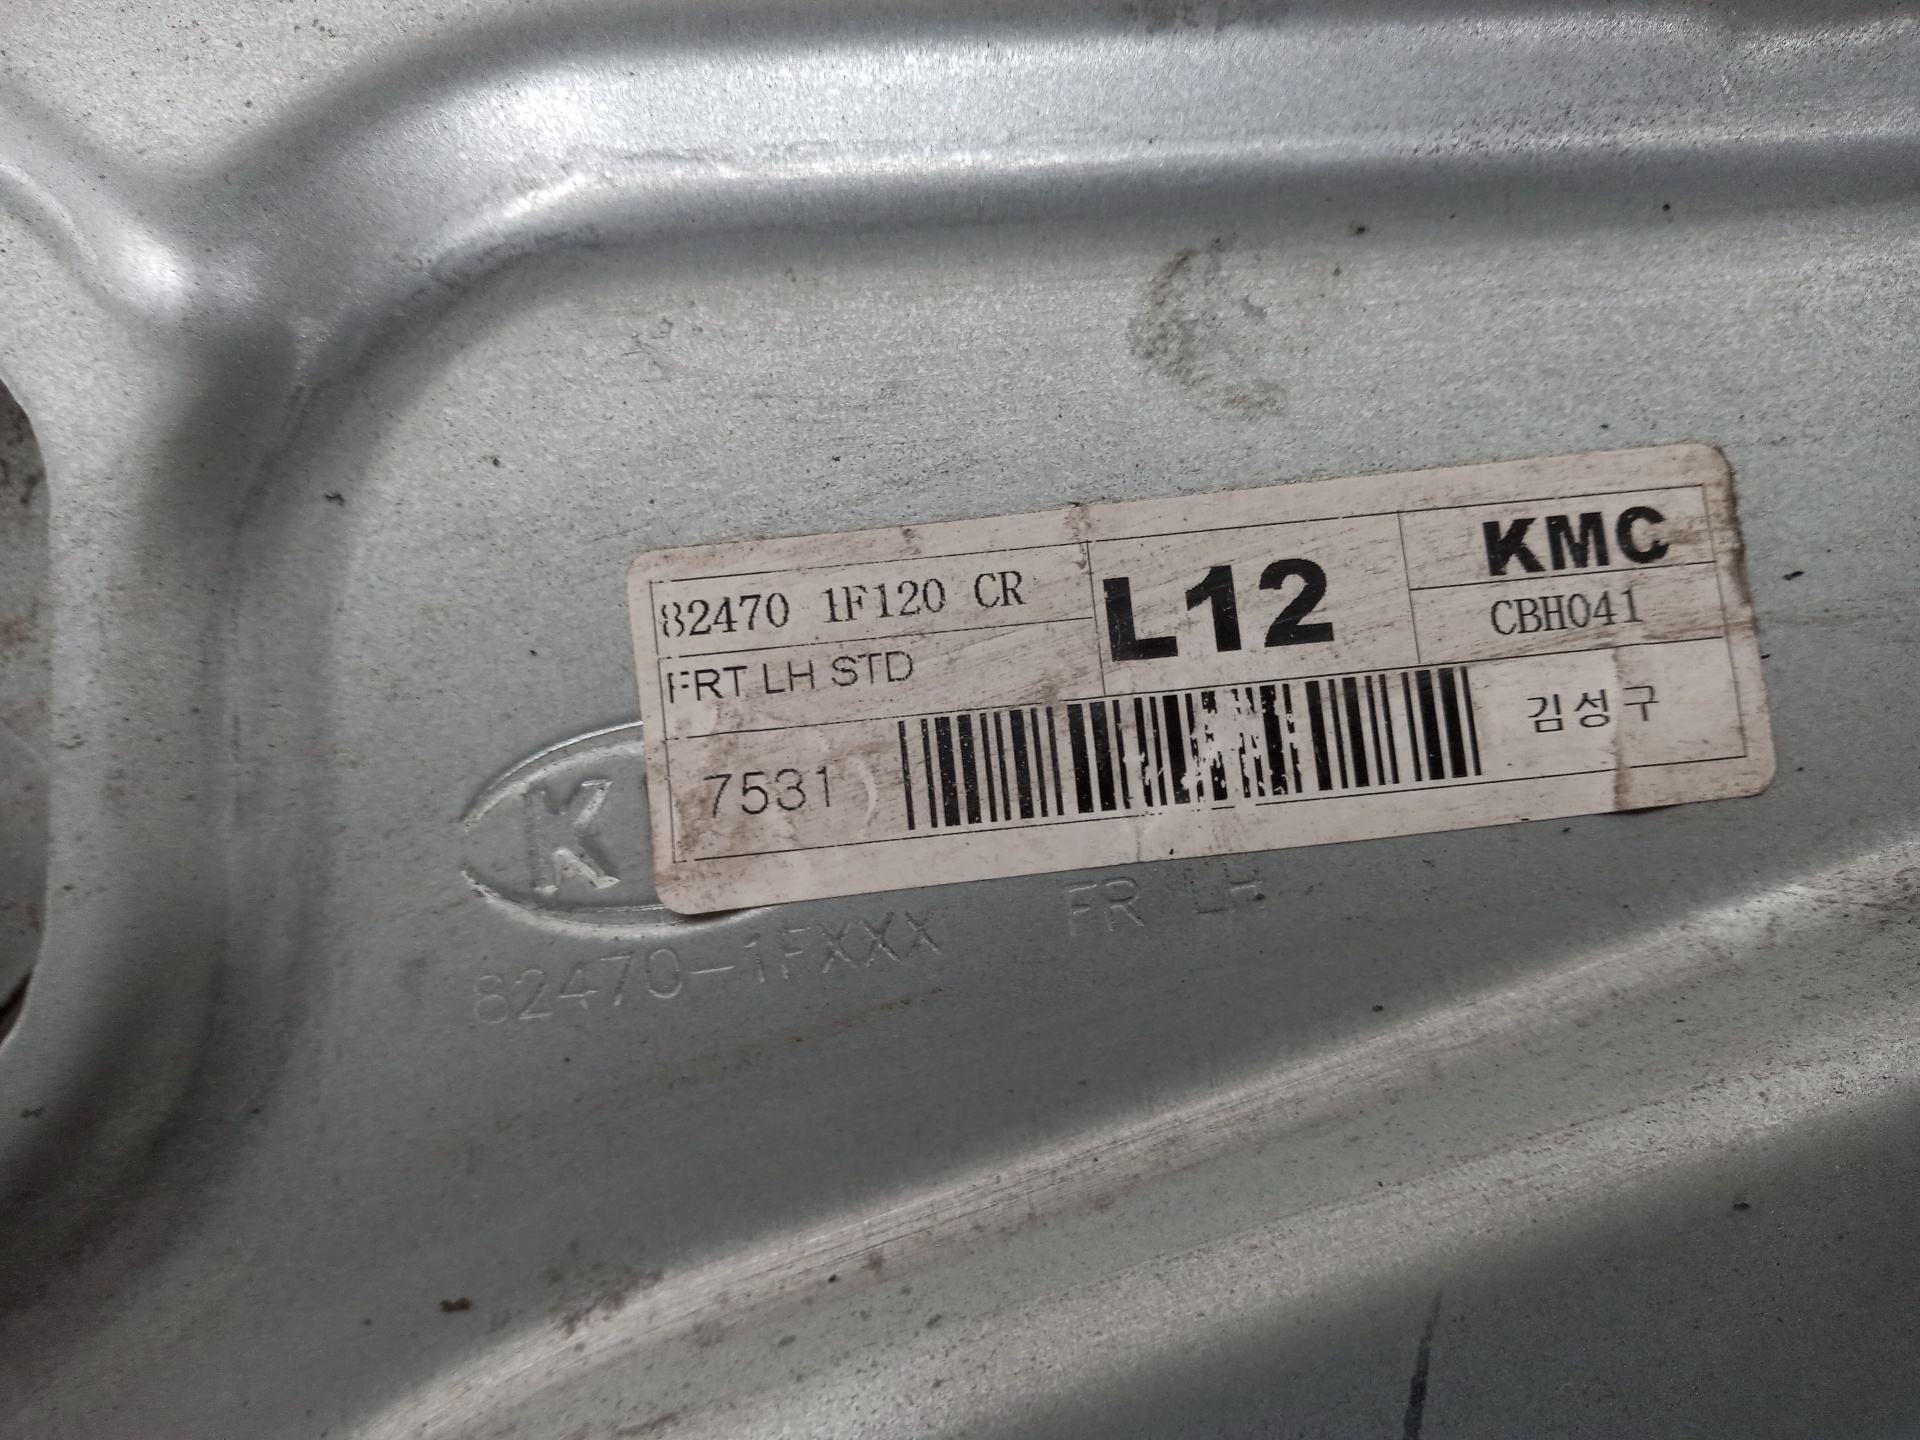 82470 1F120 CR
L12
KMC
CBH041
FRT LH STD
7531
김성구
K
82470-1FXXX FR LH